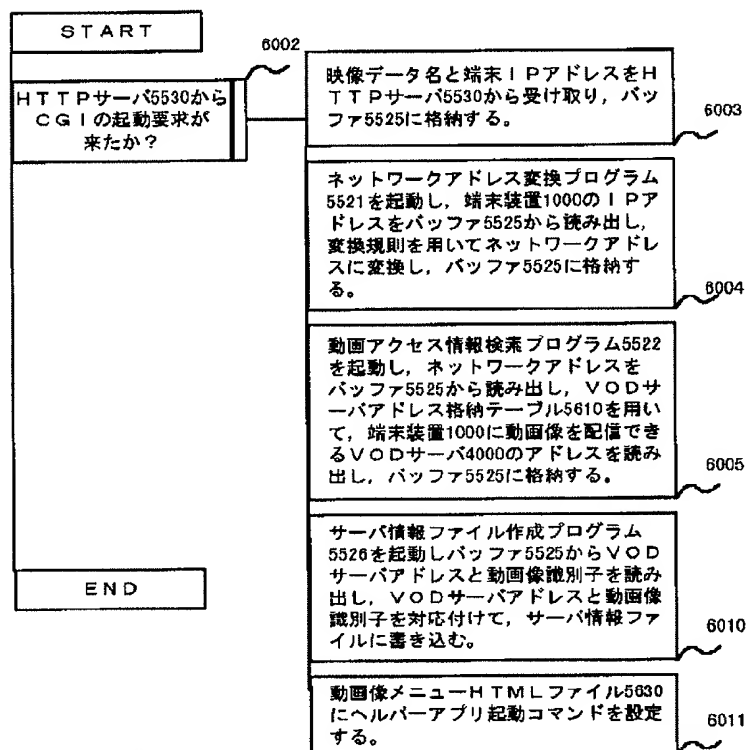 START
6002
HTTPサーバ5530から
CGIの起動要求が
来たか?
映像データ名と端末IPアドレスをH
TTPサーバ5530から受け取り,バッ
ファ5525に格納する。
6003
ネットワークアドレス変換プログラム
5521を起動し,端末装置1000のIPア
ドレスをバッファ5525から読み出し,
変換規則を用いてネットワークアドレ
スに変換し,バッファ5525に格納す
る。
6004
動画アクセス情報検索プログラム5522
を起動し,ネットワークアドレスを
バッファ5525から読み出し,VODサ
ーバアドレス格納テーブル5610を用い
て,端末装置1000に動画像を配信でき
るVODサーバ4000のアドレスを読み
出し,バッファ5525に格納する。
6005
サーバ情報ファイル作成プログラム
5526を起動しバッファ5525からVOD
サーバアドレスと動画像識別子を読み
出し,VODサーバアドレスと動画像
識別子を対応付けて,サーバ情報ファ
イルに書き込む。
6010
END
動画像メニューHTMLファイル5630
にヘルパーアプリ起動コマンドを設定
する。
6011